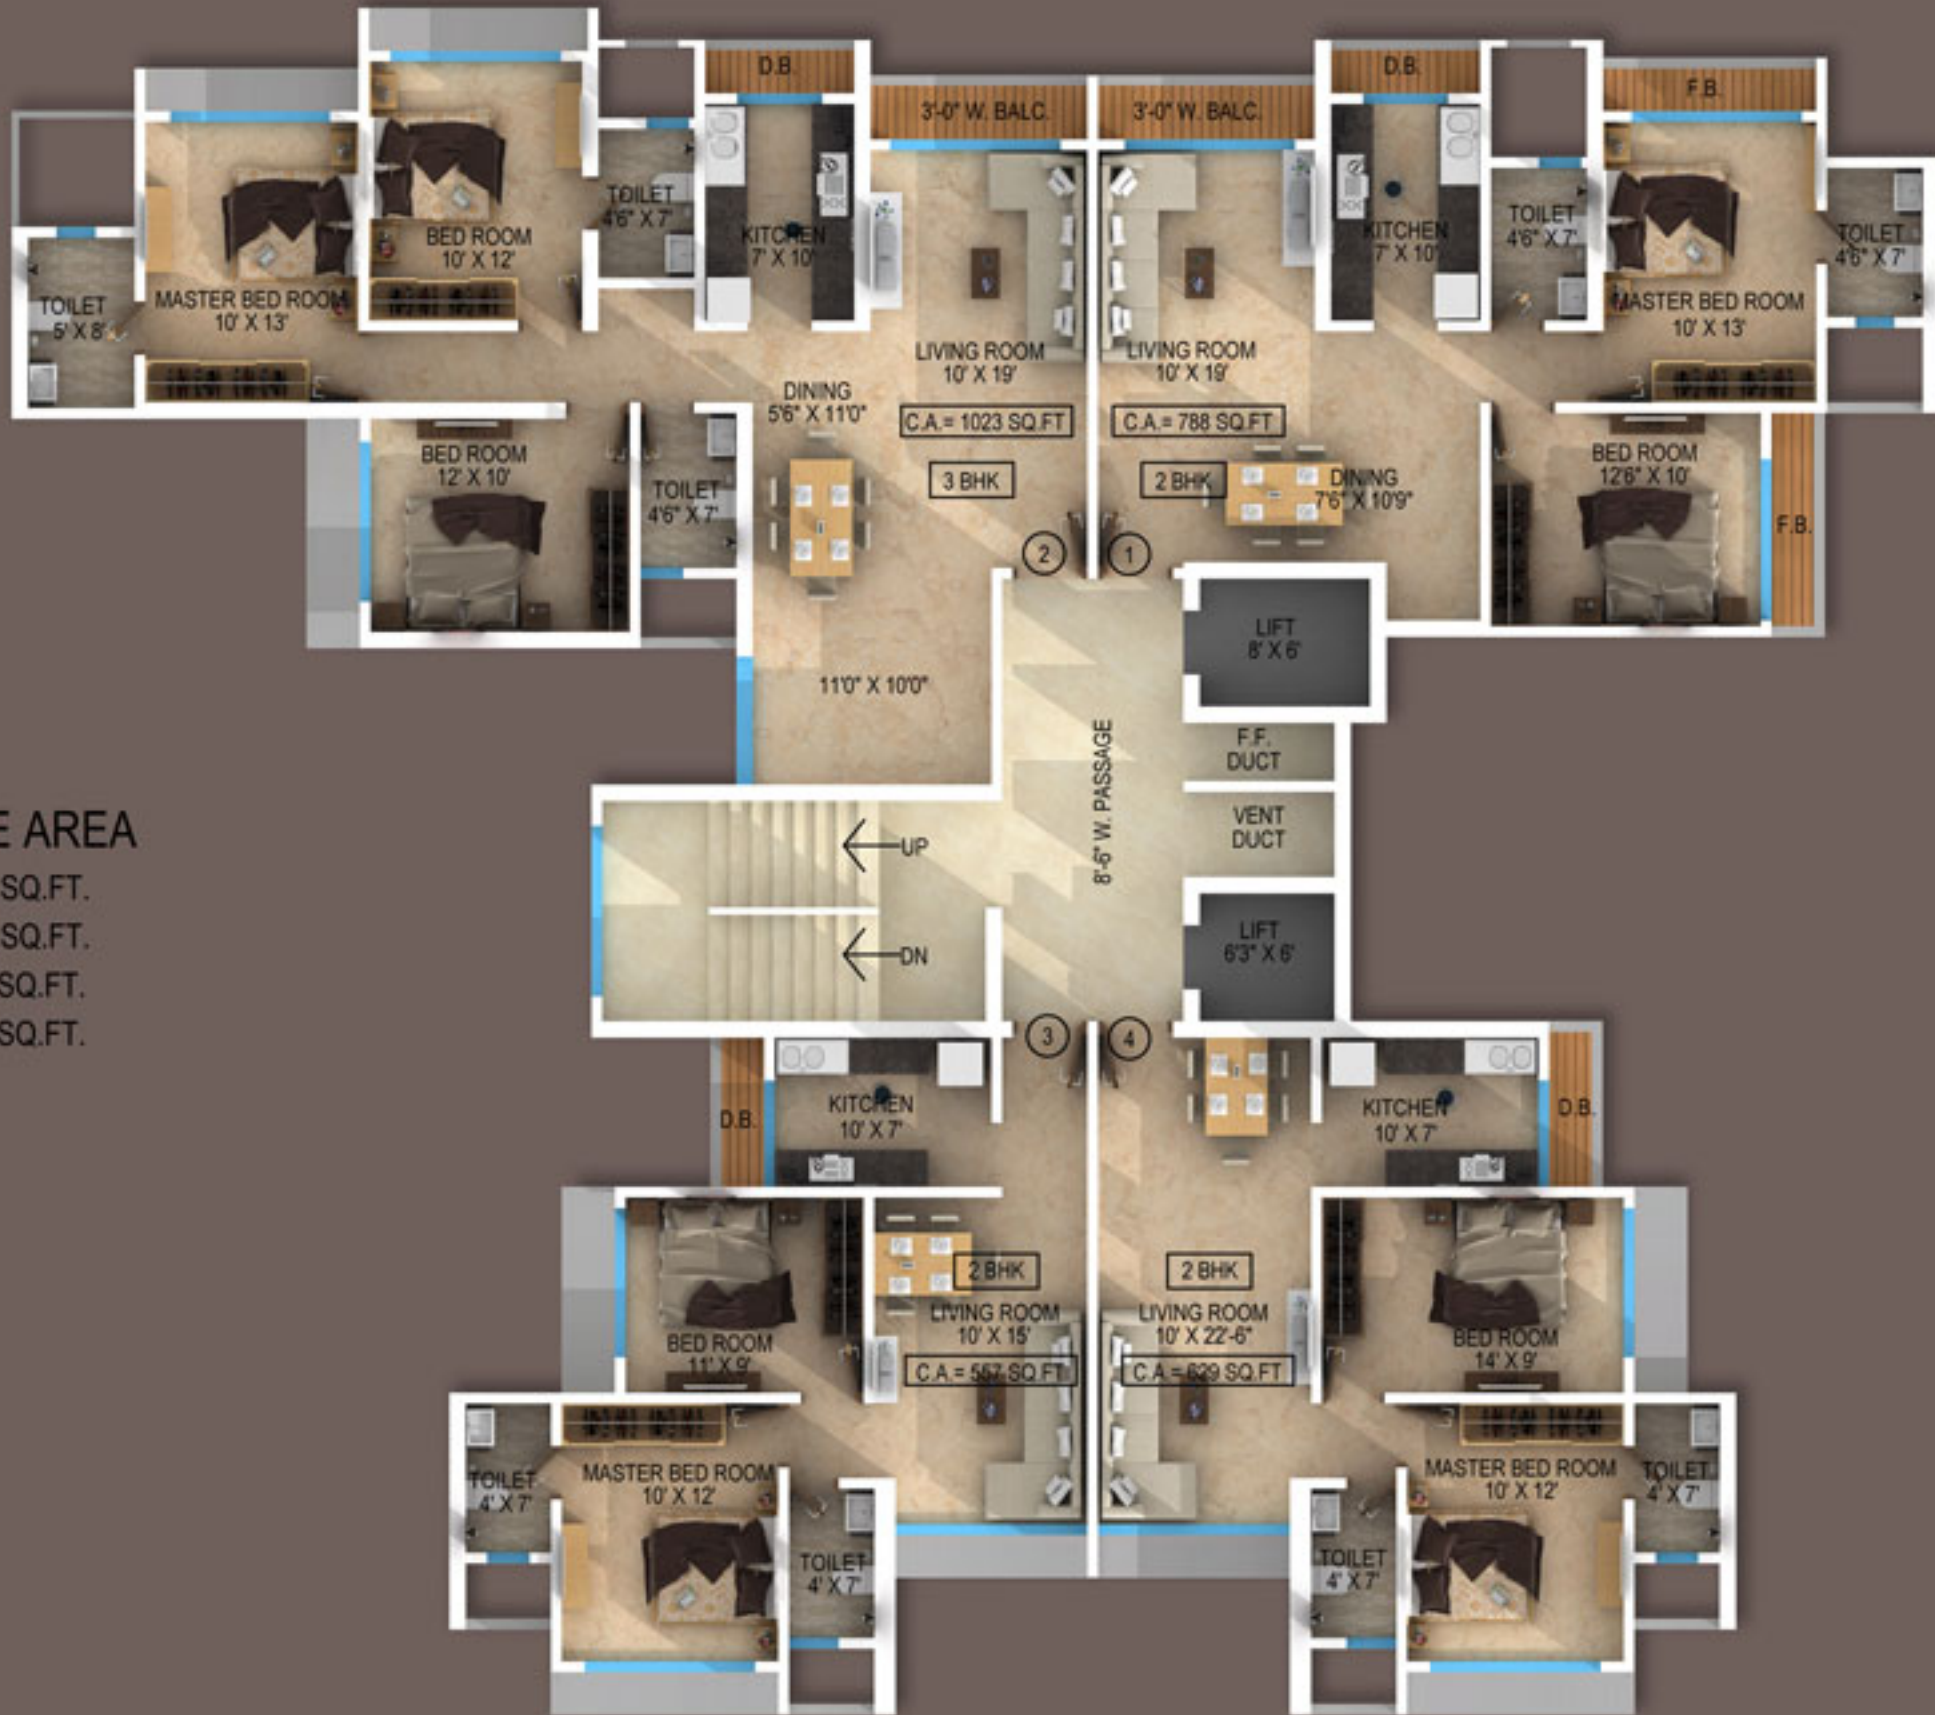 D.B.
3'-0" W. BALC.
3'-0" W. BALC.
D.B.
F.B.
TOILET
4'6" X 7'
BED ROOM
10' X 12'
KITCHEN
7' X 10'
KITCHEN
7' X 10'
TOILET
4'6" X 7'
TOILET
4'6" X 7'
TOILET
5' X 8'
MASTER BED ROOM
10' X 13'
MASTER BED ROOM
10' X 13'
LIVING ROOM
10' X 19'
LIVING ROOM
10' X 19'
DINING
5'6" X 11'0"
C.A.= 1023 SQ.FT
C.A.= 788 SQ.FT
BED ROOM
12' X 10'
3 BHK
2 BHK
DINING
7'6" X 10'9"
BED ROOM
12'6" X 10'
TOILET
4'6" X 7'
F.B.
2
1
LIFT
8' X 6'
11'0" X 10'0"
8'-6" W. PASSAGE
F.F.
DUCT
VENT
DUCT
E AREA
SQ.FT.
SQ.FT.
SQ.FT.
SQ.FT.
UP
DN
LIFT
6'3" X 6'
3
4
D.B.
KITCHEN
10' X 7'
KITCHEN
10' X 7'
D.B.
2 BHK
2 BHK
LIVING ROOM
10' X 15'
LIVING ROOM
10' X 22'-6"
BED ROOM
11' X 9'
C.A.= 557 SQ.FT
C.A.= 629 SQ.FT
BED ROOM
14' X 9'
TOILET
4' X 7'
MASTER BED ROOM
10' X 12'
MASTER BED ROOM
10' X 12'
TOILET
4' X 7'
TOILET
4' X 7'
TOILET
4' X 7'